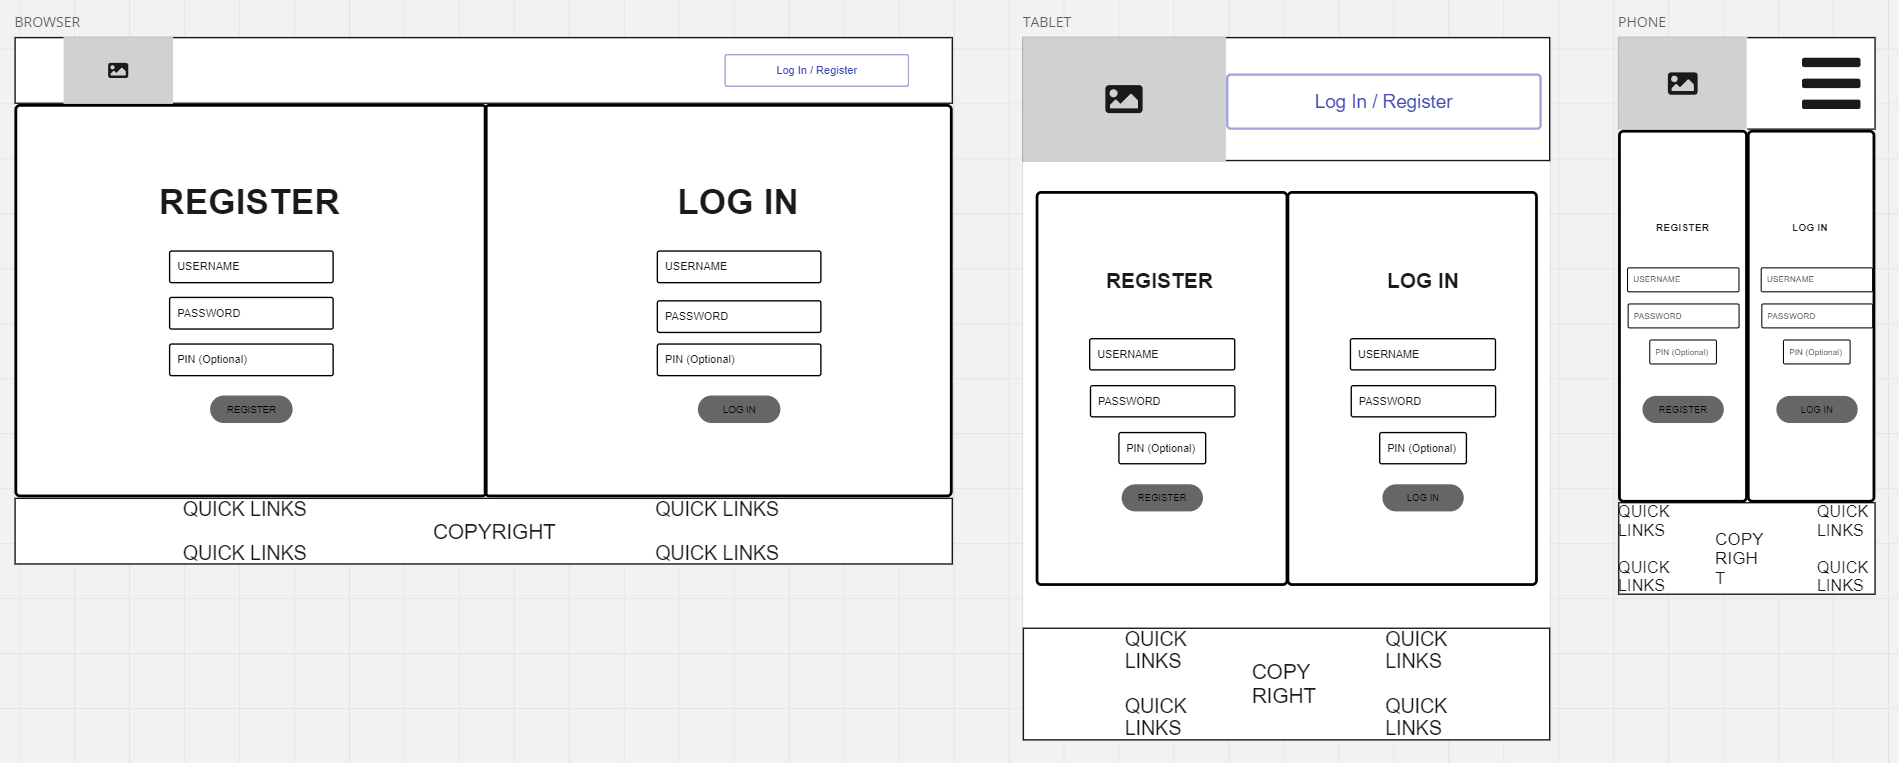 BROWSER
Log In / Register
REGISTER
USERNAME
PASSWORD
PIN (Optional)
REGISTER
LOG IN
USERNAME
PASSWORD
PIN (Optional)
LOG IN
QUICK LINKS
QUICK LINKS
COPYRIGHT
QUICK LINKS
QUICK LINKS
TABLET
Log In / Register
REGISTER
USERNAME
PASSWORD
PIN (Optional)
REGISTER
LOG IN
USERNAME
PASSWORD
PIN (Optional)
LOG IN
QUICK
LINKS
QUICK
LINKS
COPY
RIGHT
QUICK
LINKS
QUICK
LINKS
PHONE
REGISTER
USERNAME
PASSWORD
PIN (Optional)
REGISTER
LOG IN
USERNAME
PASSWORD
PIN (Optional)
LOG IN
QUICK
LINKS
QUICK
LINKS
COPY
RIGH
T
QUICK
LINKS
QUICK
LINKS